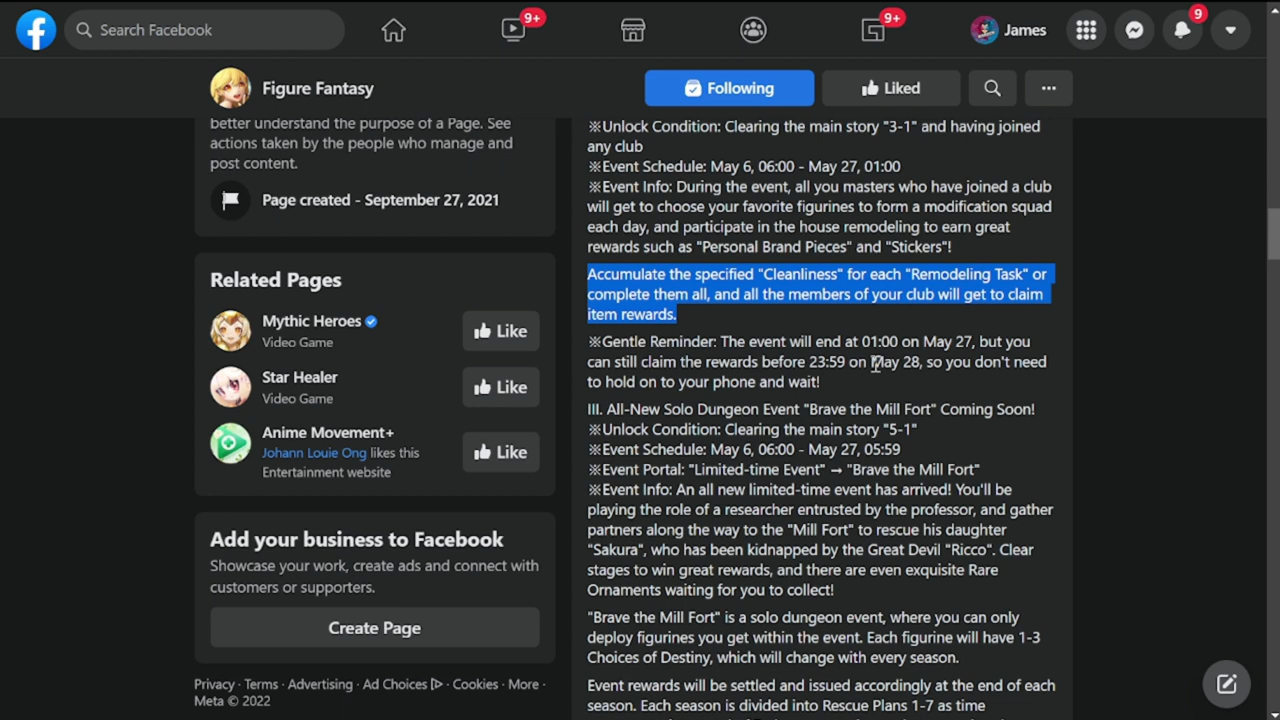 Search Facebook
9+
9+
James
9
Figure Fantasy
Following
Liked
better understand the purpose of a Page. See
actions taken by the people who manage and
post content.
Page created - September 27, 2021
Related Pages
Mythic Heroes
Video Game
Like
Star Healer
Video Game
Like
Anime Movement+
Johann Louie Ong likes this
Entertainment website
Like
Add your business to Facebook
Showcase your work, create ads and connect with
customers or supporters.
Create Page
Privacy · Terms · Advertising · Ad Choices · Cookies · More ·
Meta © 2022
※Unlock Condition: Clearing the main story "3-1" and having joined
any club
※Event Schedule: May 6, 06:00 - May 27, 01:00
※Event Info: During the event, all you masters who have joined a club
will get to choose your favorite figurines to form a modification squad
each day, and participate in the house remodeling to earn great
rewards such as "Personal Brand Pieces" and "Stickers"!
Accumulate the specified "Cleanliness" for each "Remodeling Task" or
complete them all, and all the members of your club will get to claim
item rewards.
※Gentle Reminder: The event will end at 01:00 on May 27, but you
can still claim the rewards before 23:59 on May 28, so you don't need
to hold on to your phone and wait!
III. All-New Solo Dungeon Event "Brave the Mill Fort" Coming Soon!
※Unlock Condition: Clearing the main story "5-1"
※Event Schedule: May 6, 06:00 - May 27, 05:59
※Event Portal: "Limited-time Event" → "Brave the Mill Fort"
※Event Info: An all new limited-time event has arrived! You'll be
playing the role of a researcher entrusted by the professor, and gather
partners along the way to the "Mill Fort" to rescue his daughter
"Sakura", who has been kidnapped by the Great Devil "Ricco". Clear
stages to win great rewards, and there are even exquisite Rare
Ornaments waiting for you to collect!
"Brave the Mill Fort" is a solo dungeon event, where you can only
deploy figurines you get within the event. Each figurine will have 1-3
Choices of Destiny, which will change with every season.
Event rewards will be settled and issued accordingly at the end of each
season. Each season is divided into Rescue Plans 1-7 as time